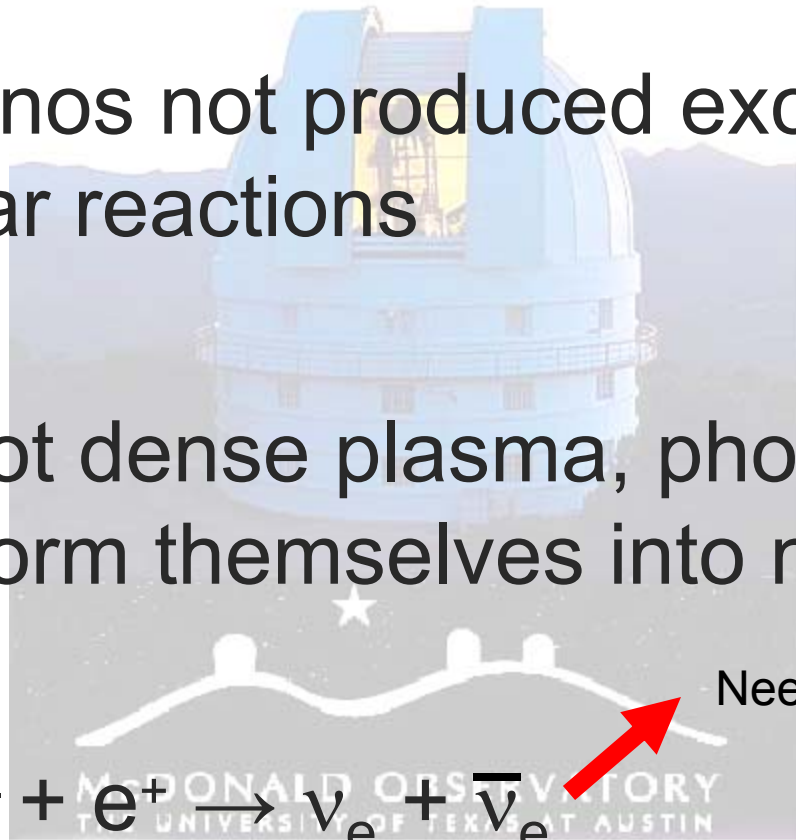 nos not produced exc
ar reactions
ot dense plasma, pho
orm themselves into n
Nee
+ e⁺ → νₑ + ν̅ₑ
McDONALD OBSERVATORY
THE UNIVERSITY OF TEXAS AT AUSTIN